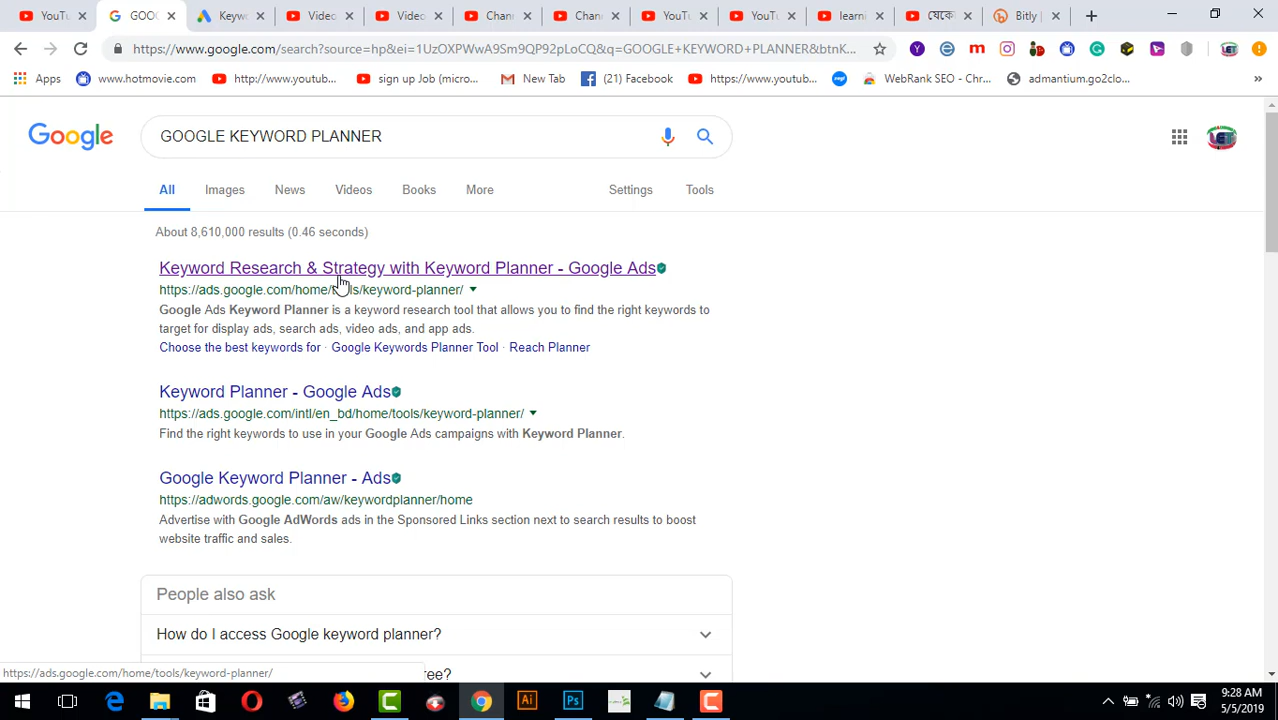 YouTu
GOO
Keyw
Video
Video
Chann
Chan
YouTu
YouTu
learni
যেকো
Bitly |
https://www.google.com/search?source=hp&ei=1UzOXPWwA9Sm9QP92pLoCQ&q=GOOGLE+KEYWORD+PLANNER&btnK...
Apps
www.hotmovie.com
http://www.youtub...
sign up Job (micro...
New Tab
(21) Facebook
https://www.youtub...
WebRank SEO - Chr...
admantium.go2clo...
Google
GOOGLE KEYWORD PLANNER
All
Images
News
Videos
Books
More
Settings
Tools
About 8,610,000 results (0.46 seconds)
Keyword Research & Strategy with Keyword Planner - Google Ads
https://ads.google.com/home/tools/keyword-planner/
Google Ads Keyword Planner is a keyword research tool that allows you to find the right keywords to
target for display ads, search ads, video ads, and app ads.
Choose the best keywords for · Google Keywords Planner Tool · Reach Planner
Keyword Planner - Google Ads
https://ads.google.com/intl/en_bd/home/tools/keyword-planner/
Find the right keywords to use in your Google Ads campaigns with Keyword Planner.
Google Keyword Planner - Ads
https://adwords.google.com/aw/keywordplanner/home
Advertise with Google AdWords ads in the Sponsored Links section next to search results to boost
website traffic and sales.
People also ask
How do I access Google keyword planner?
ree?
https://ads.google.com/home/tools/keyword-planner/
9:28 AM
5/5/2019